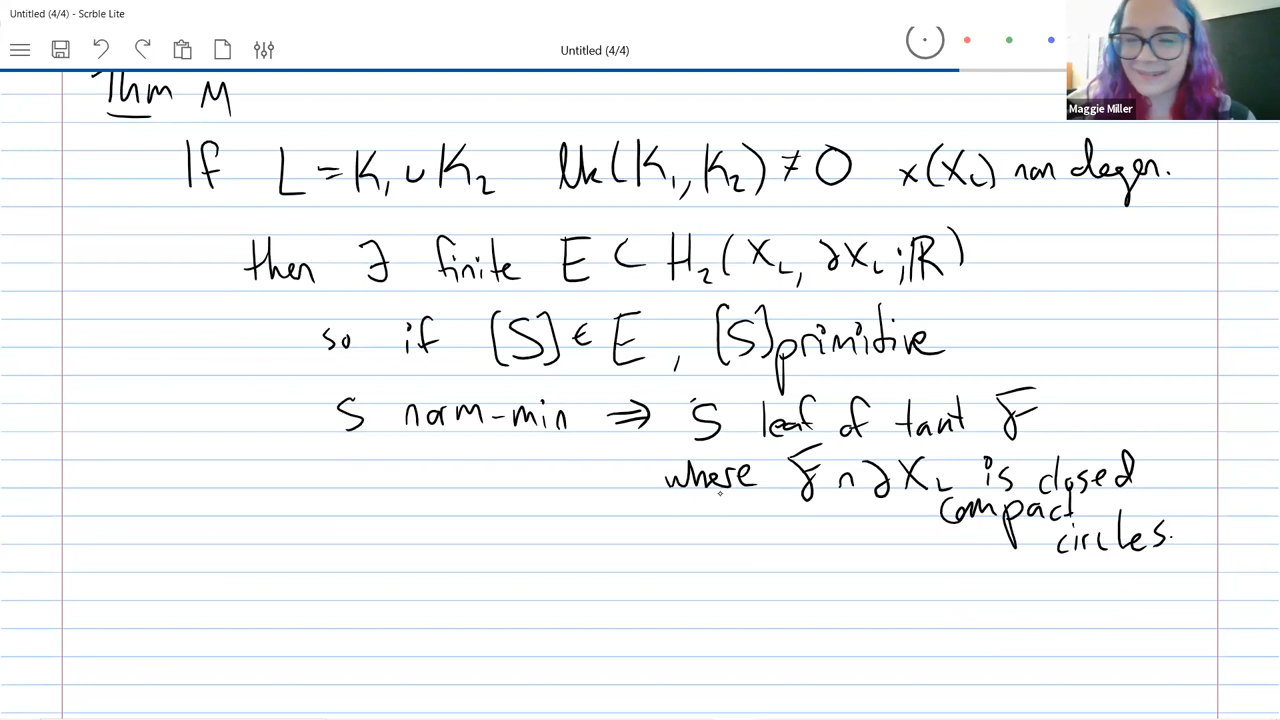 Untitled (4/4) - Scrble Lite
Untitled (4/4)
Maggie Miller
Thm M
If L = K₁ ∪ K₂ lk(K₁, K₂) ≠ 0 x(X_L) non degen.
then ∃ finite E ⊂ H₂(X_L, ∂X_L; ℝ)
so if [S] ∈ E, [S] primitive
S norm-min ⇒ S leaf of taut F
where F ∩ ∂X_L is closed
compact
circles.